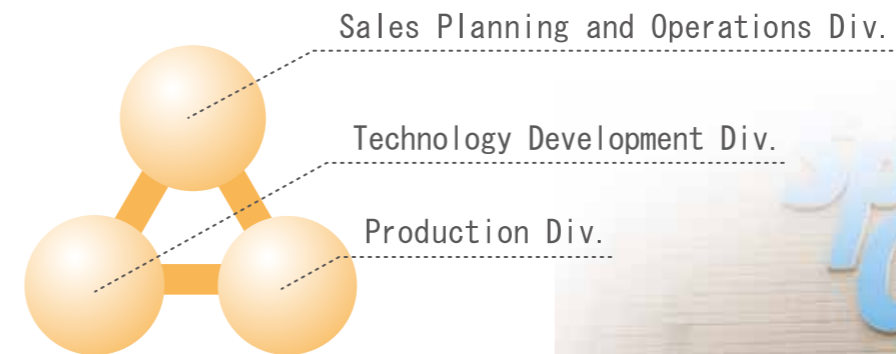 Sales Planning and Operations Div.
Technology Development Div.
Production Div.